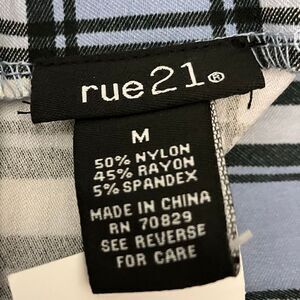 rue21®
M
50% NYLON
45% RAYON
5% SPANDEX
MADE IN CHINA
RN 70829
SEE REVERSE
FOR CARE